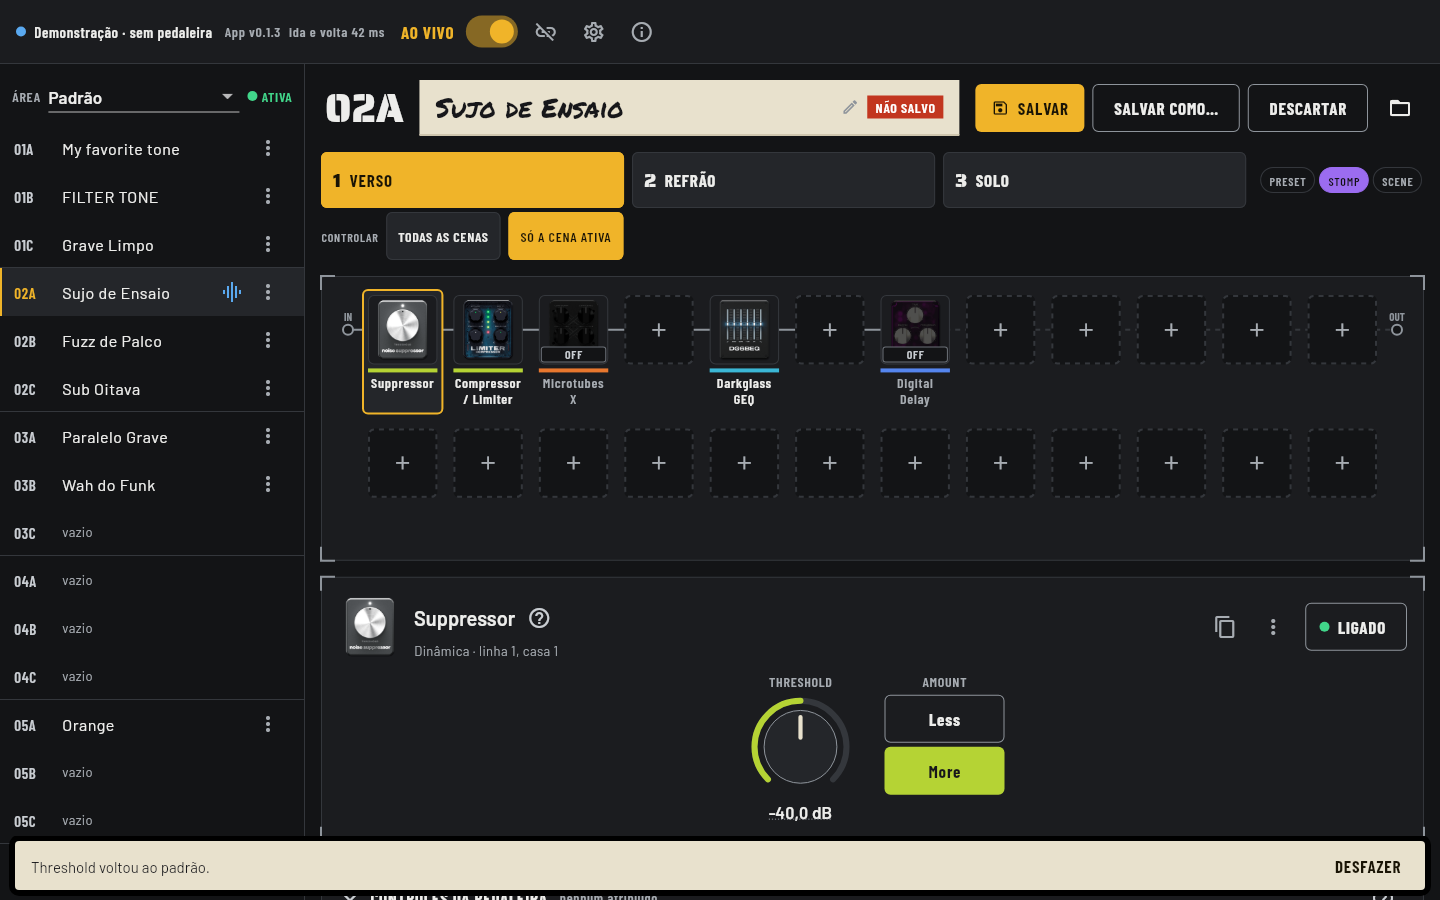 Demonstração · sem pedaleira App v0.1.3 Ida e volta 42 ms AO VIVO
ÁREA Padrão ATIVA
01A My favorite tone
01B FILTER TONE
01C Grave Limpo
02A Sujo de Ensaio
02B Fuzz de Palco
02C Sub Oitava
03A Paralelo Grave
03B Wah do Funk
03C vazio
04A vazio
04B vazio
04C vazio
05A Orange
05B vazio
05C vazio
02A Sujo de Ensaio NÃO SALVO SALVAR SALVAR COMO... DESCARTAR
1 VERSO 2 REFRÃO 3 SOLO PRESET STOMP SCENE
CONTROLAR TODAS AS CENAS SÓ A CENA ATIVA
IN OUT
OFF OFF
Suppressor Compressor / Limiter Microtubes X Darkglass GEQ Digital Delay
Suppressor
Dinâmica · linha 1, casa 1
LIGADO
THRESHOLD AMOUNT
Less
More
-40,0 dB
Threshold voltou ao padrão. DESFAZER
CONTROLES DA PEDALEIRA nenhum atribuído